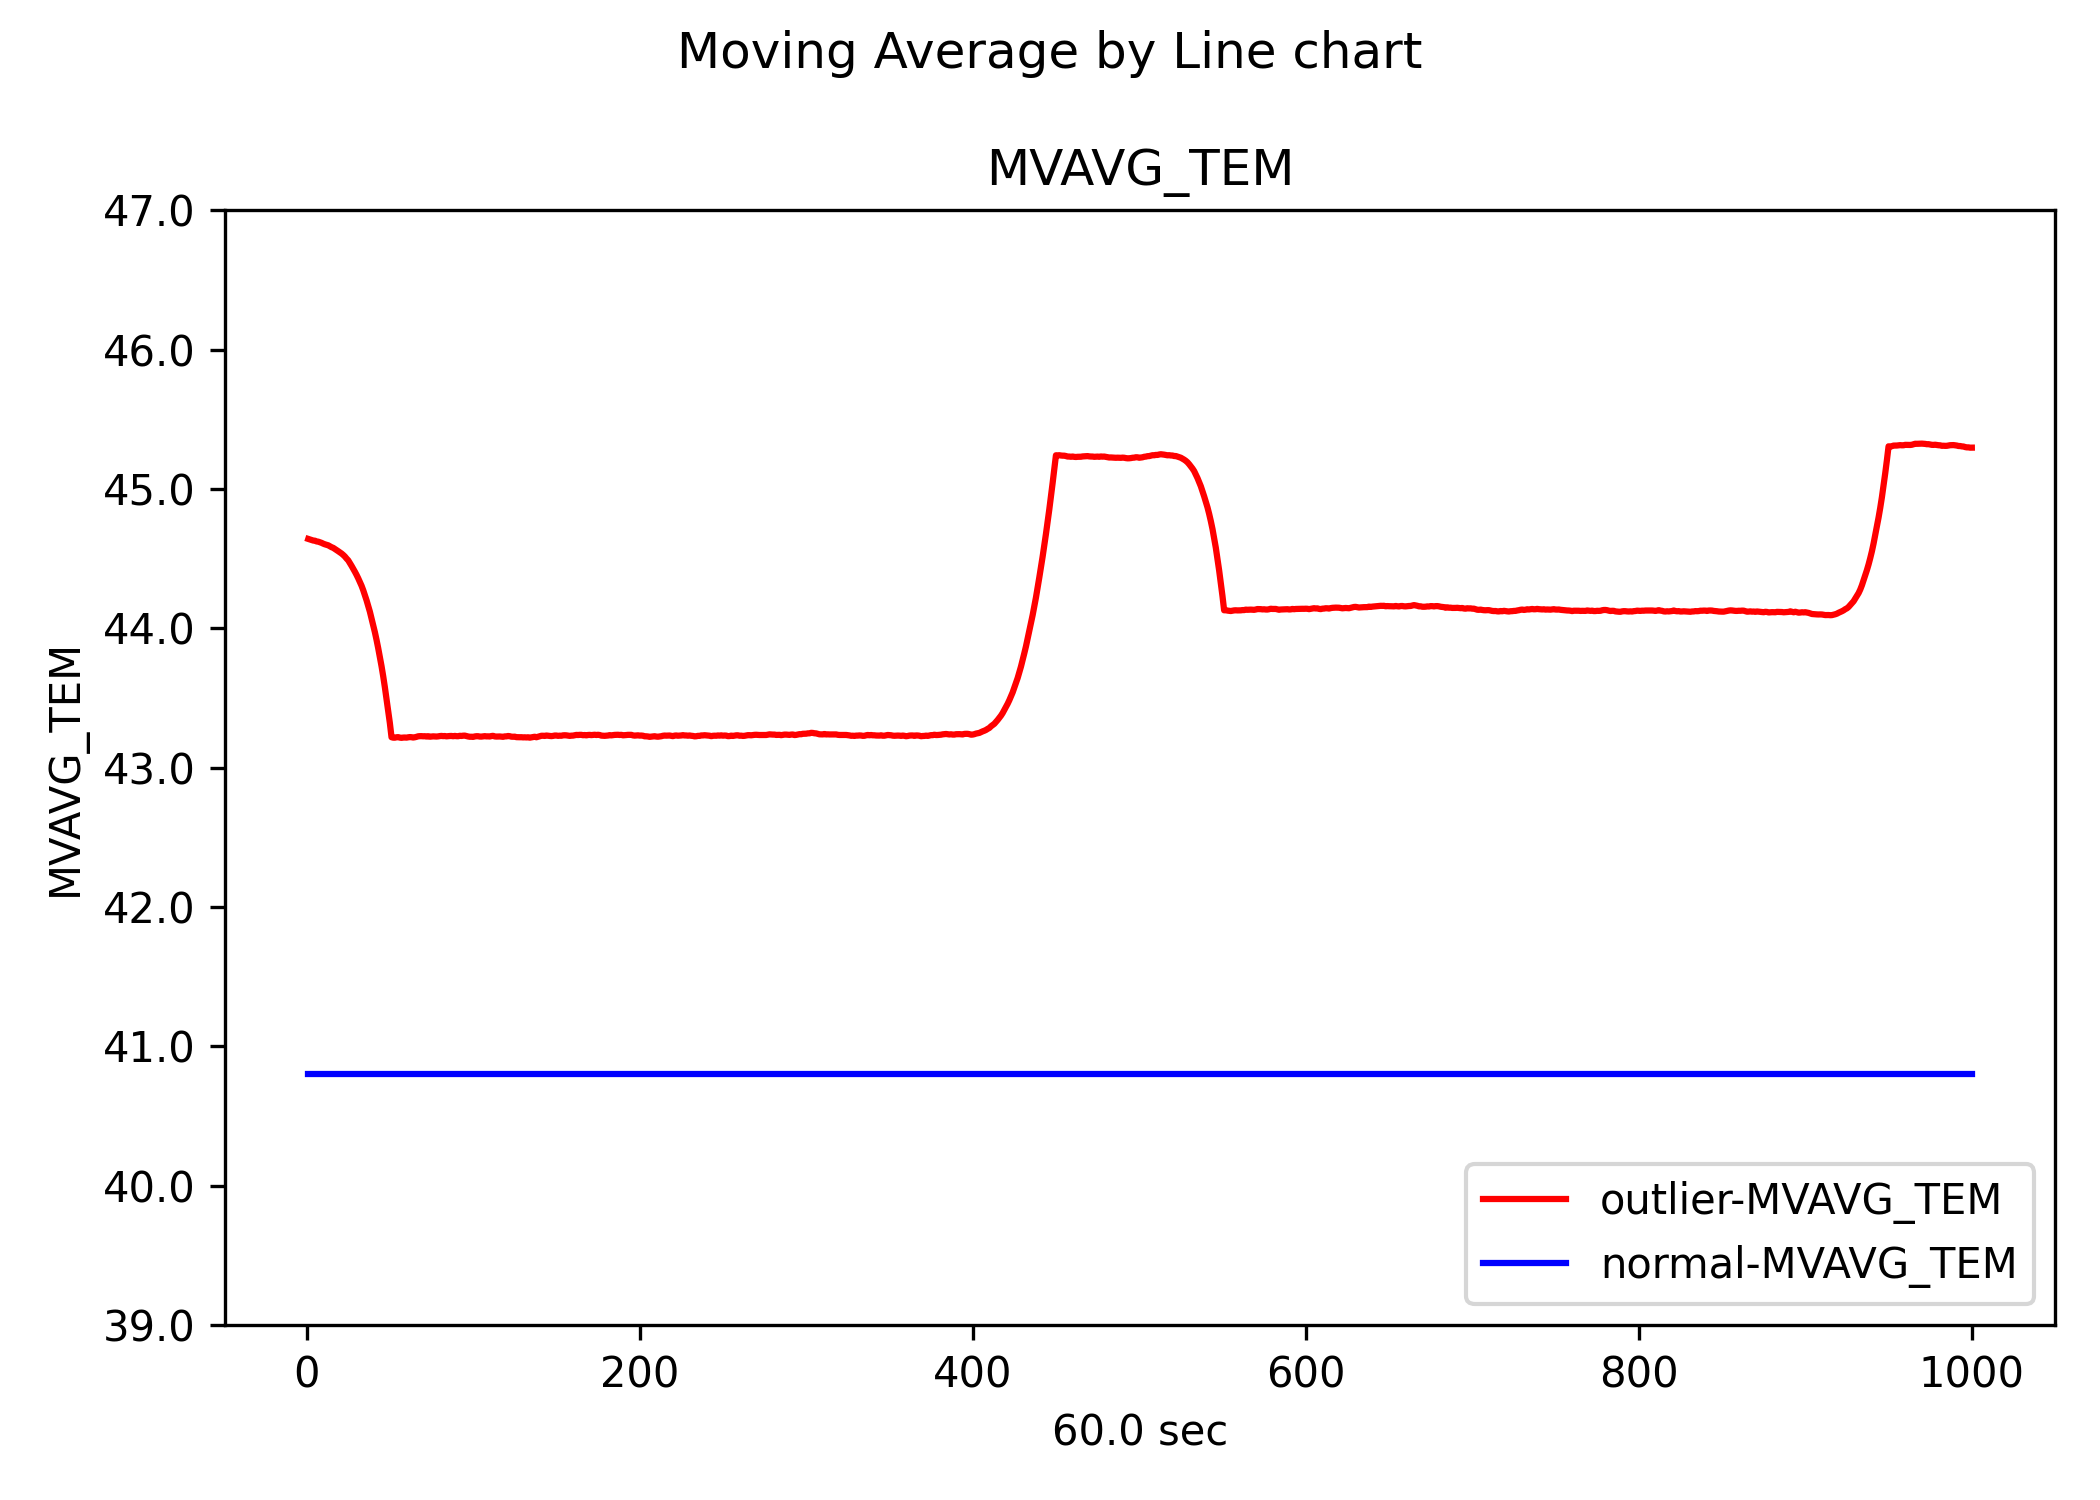 Moving Average by Line chart
MVAVG_TEM
47.0
46.0
45.0
44.0
43.0
42.0
41.0
40.0
39.0
MVAVG_TEM
outlier-MVAVG_TEM
normal-MVAVG_TEM
0 200 400 600 800 1000
60.0 sec